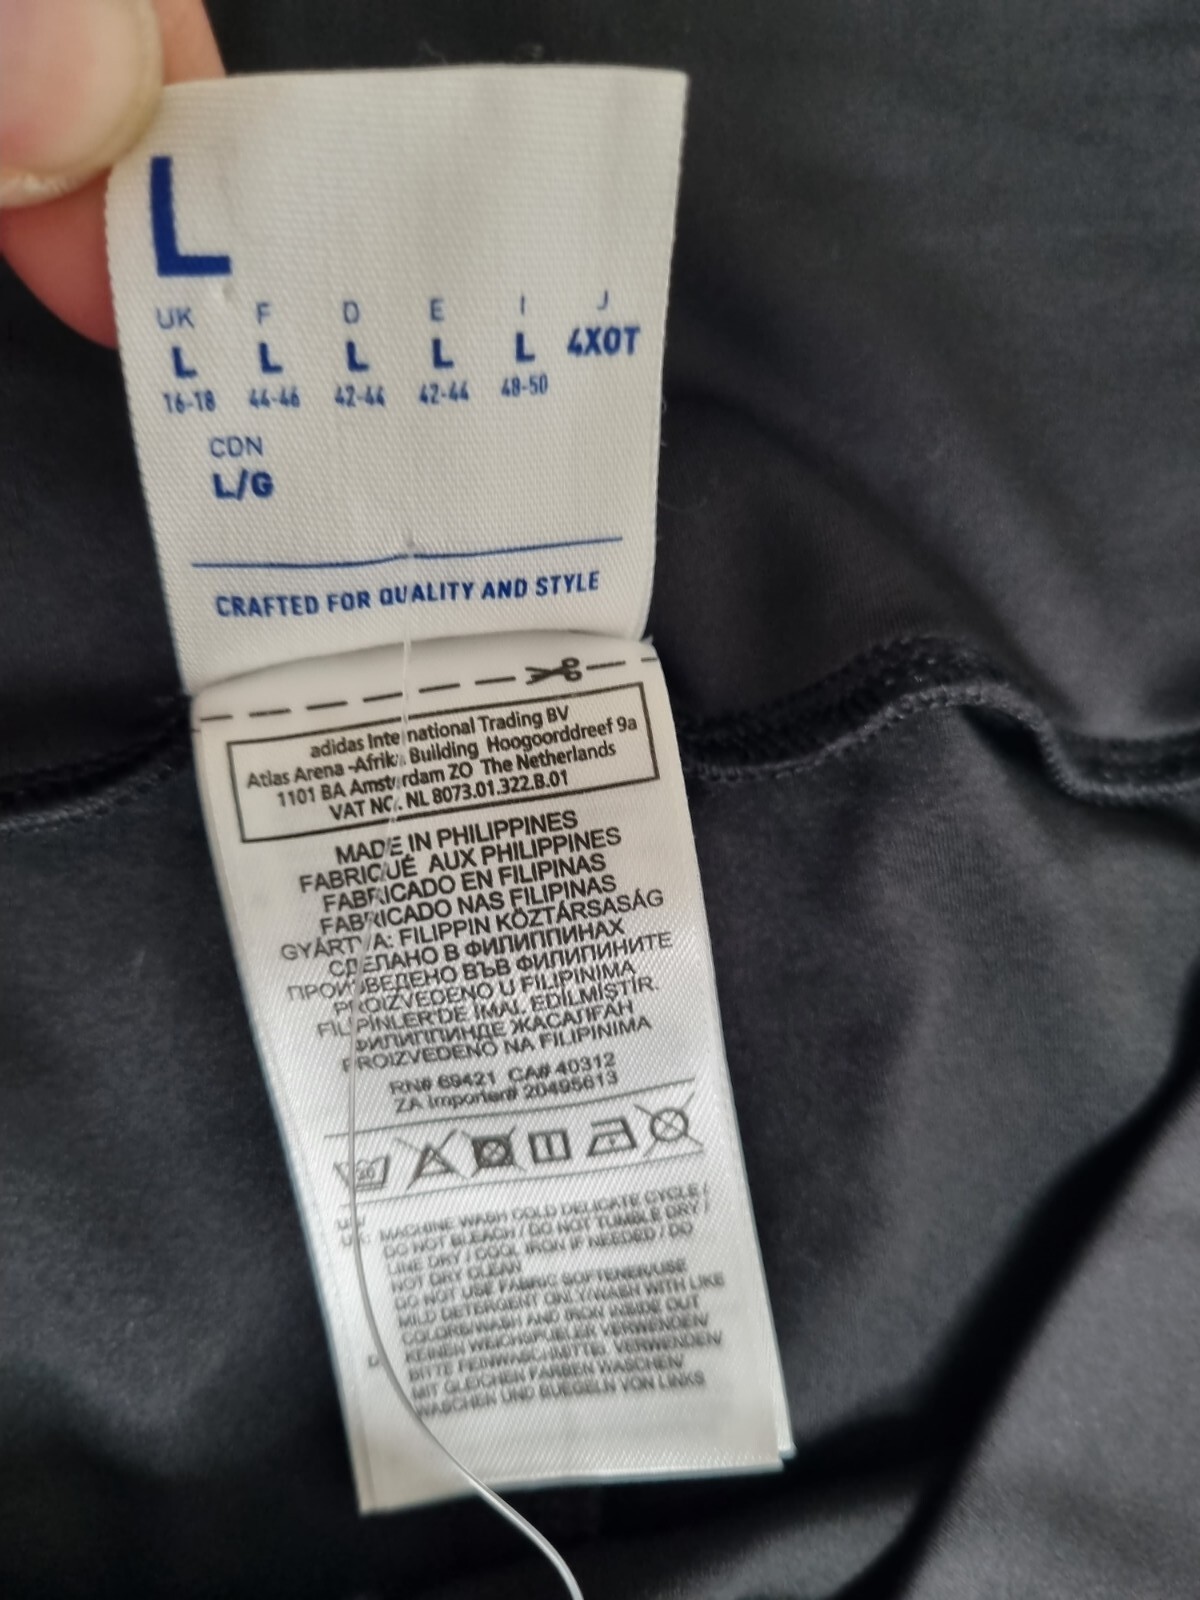 L
UK F D E I J
L L L L L 4XOT
16-18 44-46 42-44 42-44 48-50
CDN
L/G
CRAFTED FOR QUALITY AND STYLE
adidas International Trading BV
Atlas Arena -Afrika Building Hoogoorddreef 9a
1101 BA Amsterdam ZO The Netherlands
VAT NO. NL 8073.01.322.B.01
MADE IN PHILIPPINES
FABRIQUÉ AUX PHILIPPINES
FABRICADO EN FILIPINAS
FABRICADO NAS FILIPINAS
GYÁRTVA: FILIPPIN KÖZTÁRSASÁG
СДЕЛАНО В ФИЛИППИНАХ
ПРОИЗВЕДЕНО ВЪВ ФИЛИПИНИТЕ
PROIZVEDENO U FILIPINIMA
FILIPINLER'DE IMAL EDİLMİŞTİR.
ФИЛИППИНДЕ ЖАСАЛҒАН
PROIZVEDENO NA FILIPINIMA
RN# 69421 CA# 40312
ZA Importer# 20495613
MACHINE WASH COLD DELICATE CYCLE /
DO NOT BLEACH / DO NOT TUMBLE DRY /
LINE DRY / COOL IRON IF NEEDED / DO
NOT DRY CLEAN
DO NOT USE FABRIC SOFTENER/USE
MILD DETERGENT ONLY/WASH WITH LIKE
COLORS/WASH AND IRON INSIDE OUT
D: KEINEN WEICHSPUELER VERWENDEN/
BITTE FEINWASCHMITTEL VERWENDEN/
MIT GLEICHEN FARBEN WASCHEN/
WASCHEN UND BUEGELN VON LINKS